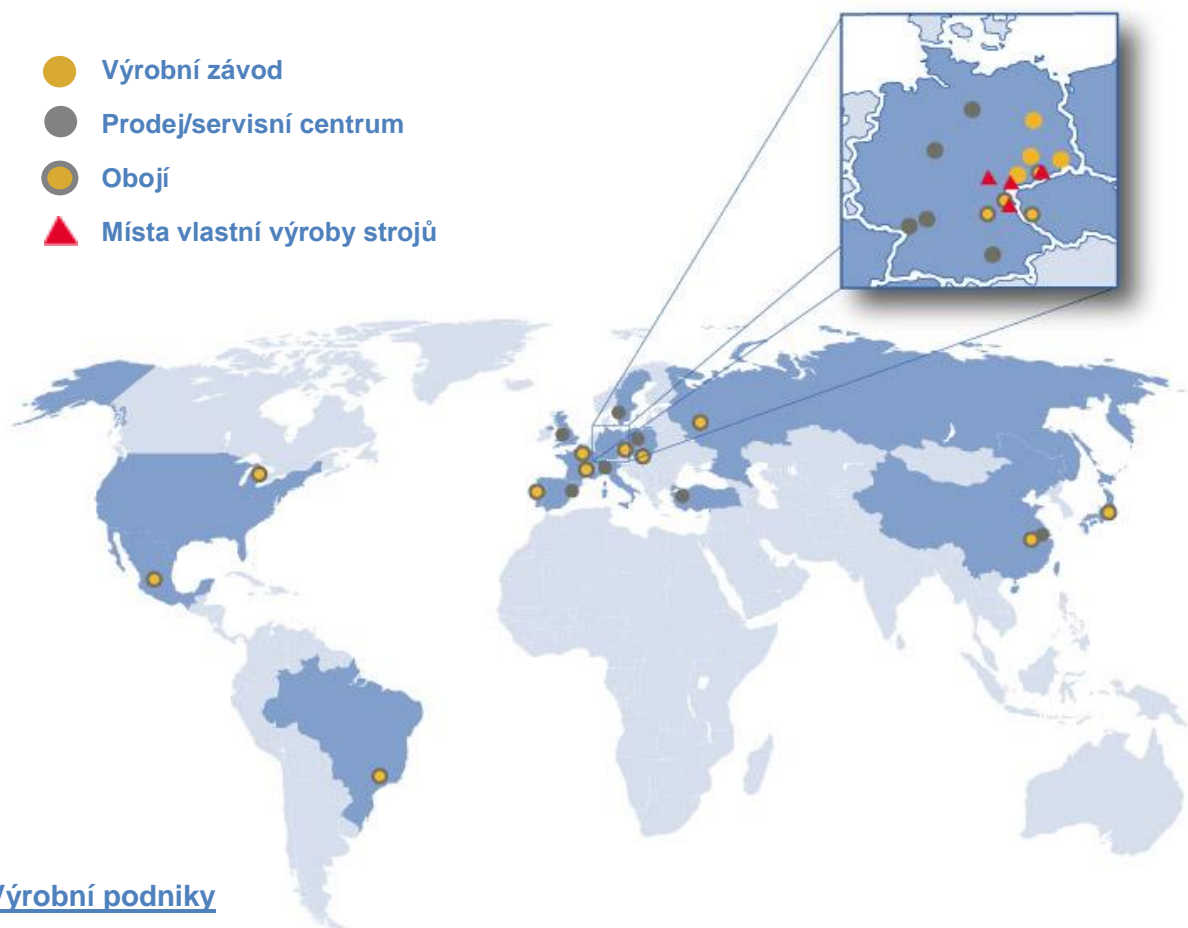 Výrobní závod
Prodej/servisní centrum
Obojí
Místa vlastní výroby strojů
Výrobní podniky